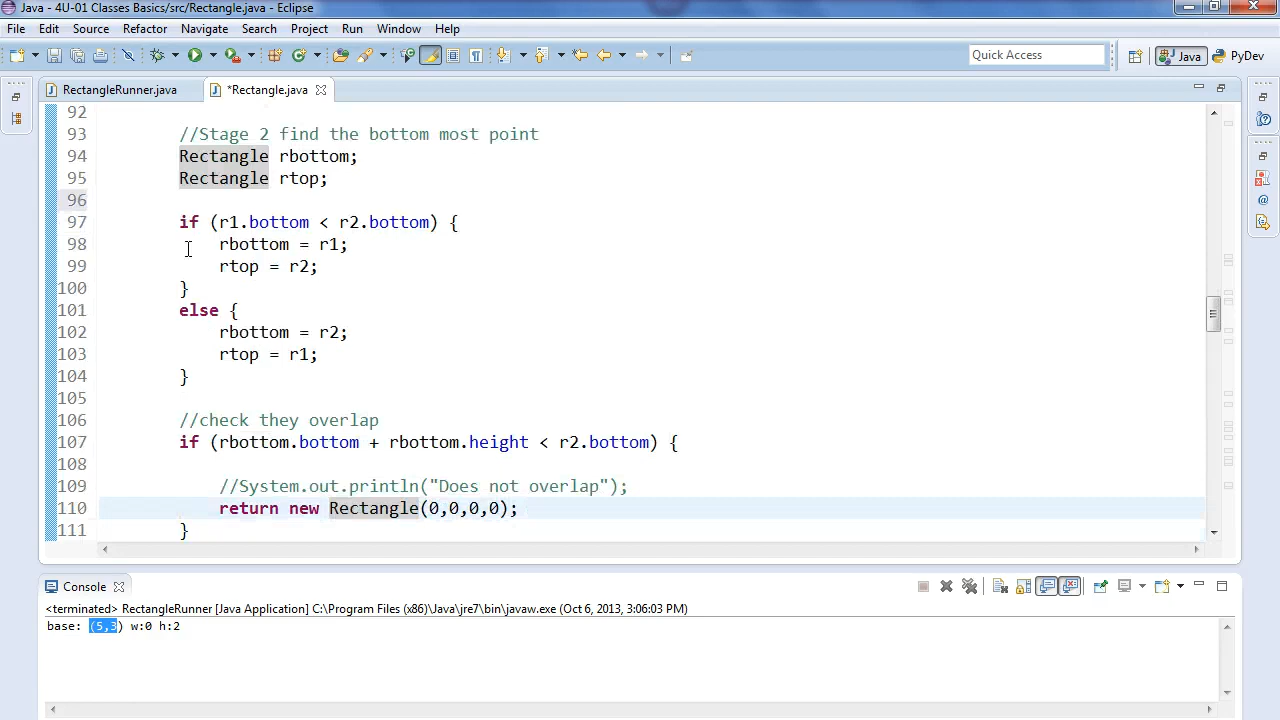 Java - 4U-01 Classes Basics/src/Rectangle.java - Eclipse
File Edit Source Refactor Navigate Search Project Run Window Help
Quick Access
Java
PyDev
RectangleRunner.java
*Rectangle.java
92
93 //Stage 2 find the bottom most point
94 Rectangle rbottom;
95 Rectangle rtop;
96
97 if (r1.bottom < r2.bottom) {
98 rbottom = r1;
99 rtop = r2;
100 }
101 else {
102 rbottom = r2;
103 rtop = r1;
104 }
105
106 //check they overlap
107 if (rbottom.bottom + rbottom.height < r2.bottom) {
108
109 //System.out.println("Does not overlap");
110 return new Rectangle(0,0,0,0);
111 }
Console
<terminated> RectangleRunner [Java Application] C:\Program Files (x86)\Java\jre7\bin\javaw.exe (Oct 6, 2013, 3:06:03 PM)
base: (5,3) w:0 h:2